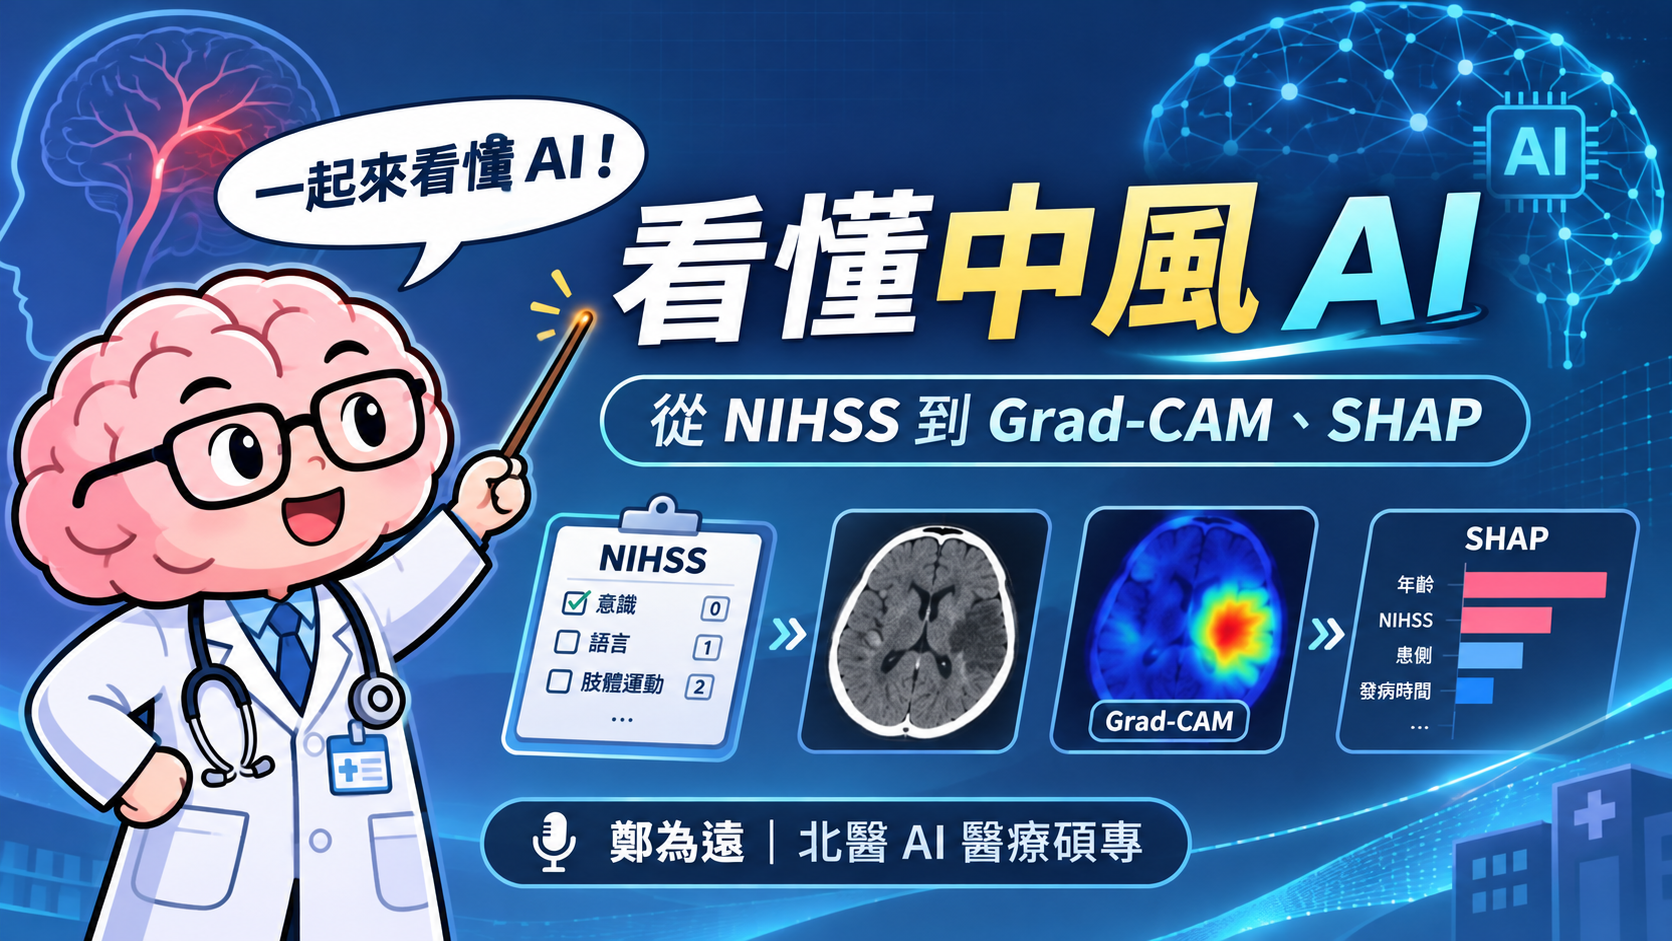 一起來看懂 AI！
AI
看懂中風 AI
從 NIHSS 到 Grad-CAM、SHAP
NIHSS
意識 0
語言 1
肢體運動 2
...
Grad-CAM
SHAP
年齡
NIHSS
患側
發病時間
...
鄭為遠｜北醫 AI 醫療碩專